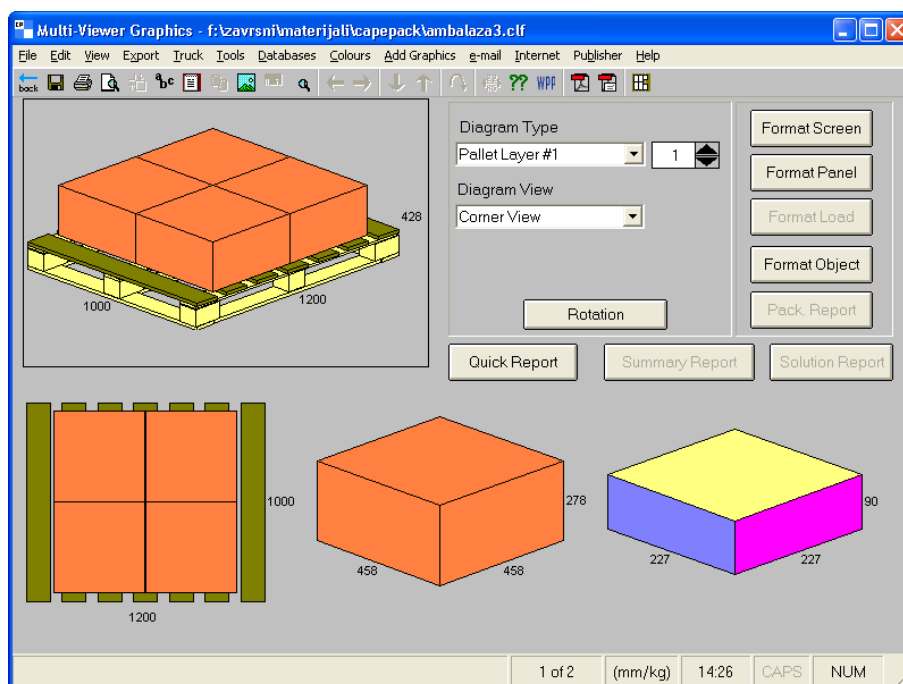 Multi-Viewer Graphics - f:\zavrsni\materijali\capepack\ambalaza3.clf
File Edit View Export Truck Tools Databases Colours Add Graphics e-mail Internet Publisher Help
back abc ?? WPP
Diagram Type
Pallet Layer #1 1
Diagram View
Corner View
Rotation
Format Screen
Format Panel
Format Load
Format Object
Pack. Report
Quick Report Summary Report Solution Report
428
1000 1200
1000
1200
278
458 458
90
227 227
1 of 2 (mm/kg) 14:26 CAPS NUM